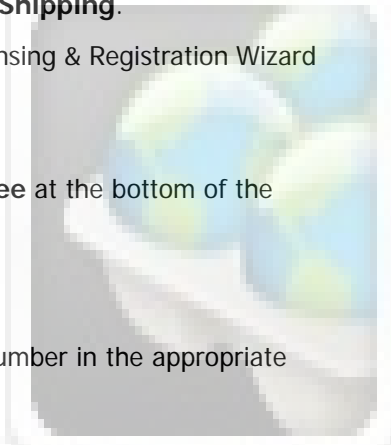 Shipping.
nsing & Registration Wizard
ee at the bottom of the
umber in the appropriate